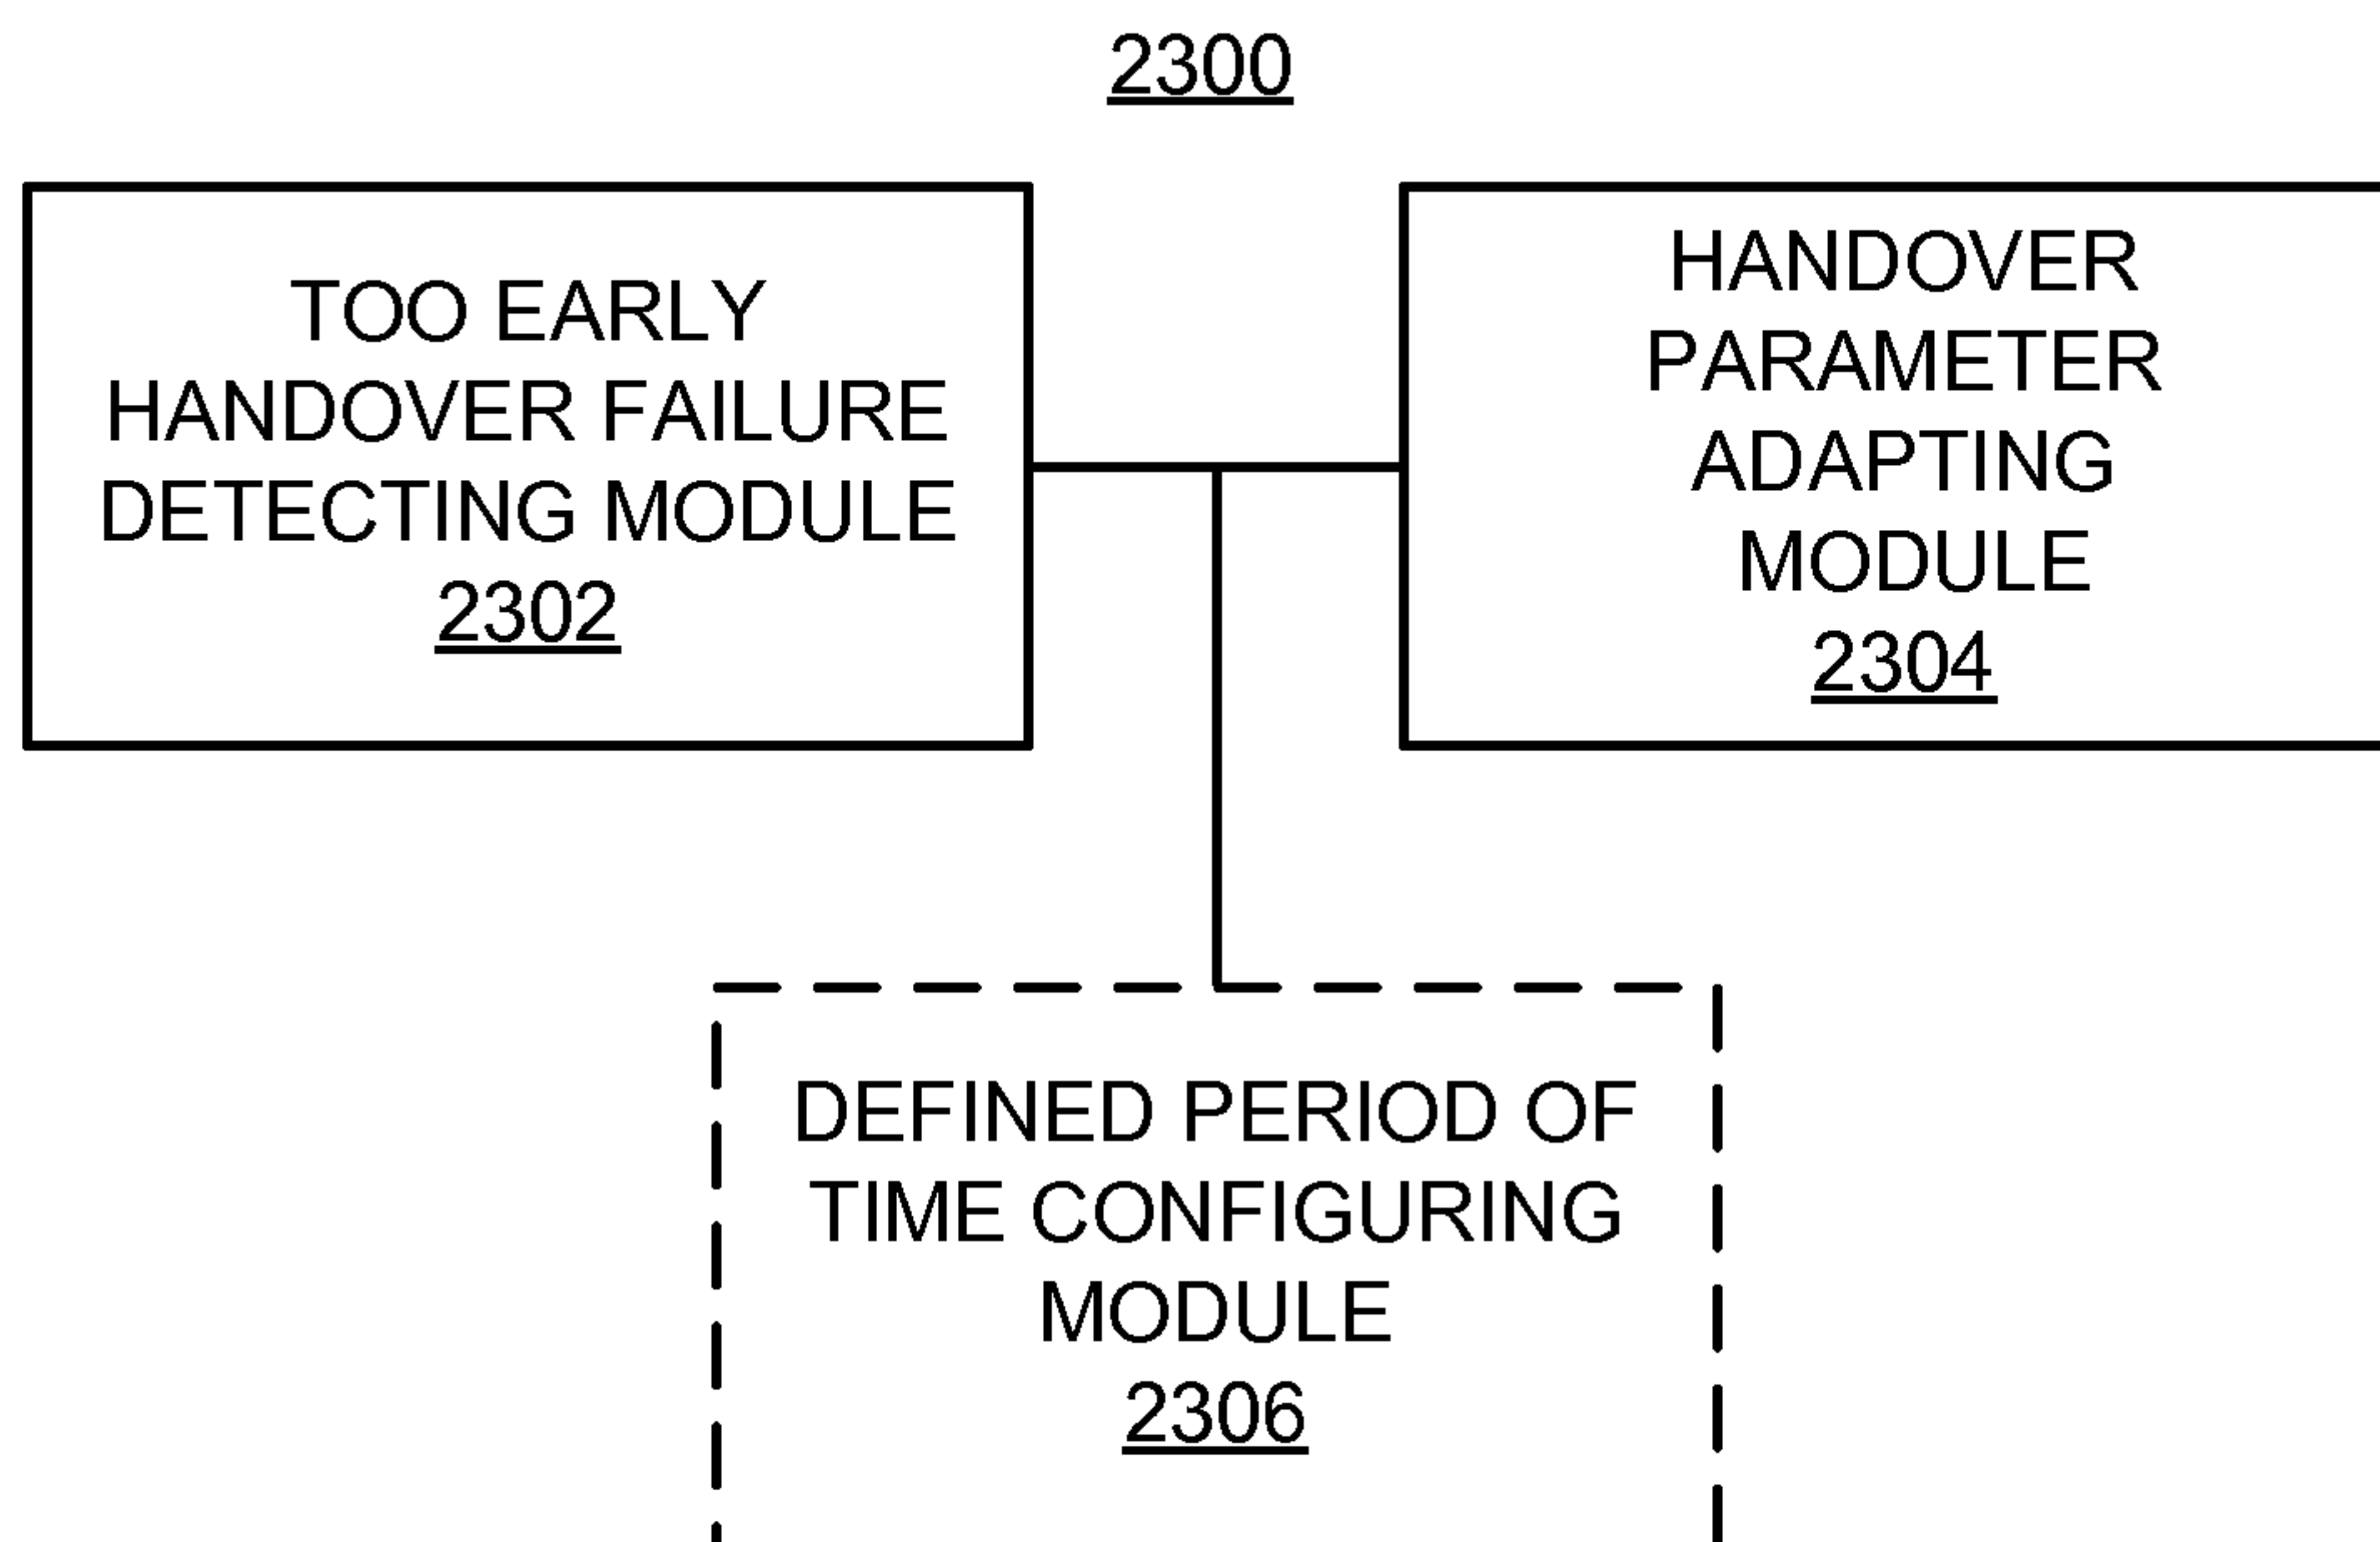 2300
TOO EARLY
HANDOVER FAILURE
DETECTING MODULE
2302
HANDOVER
PARAMETER
ADAPTING
MODULE
2304
DEFINED PERIOD OF
TIME CONFIGURING
MODULE
2306